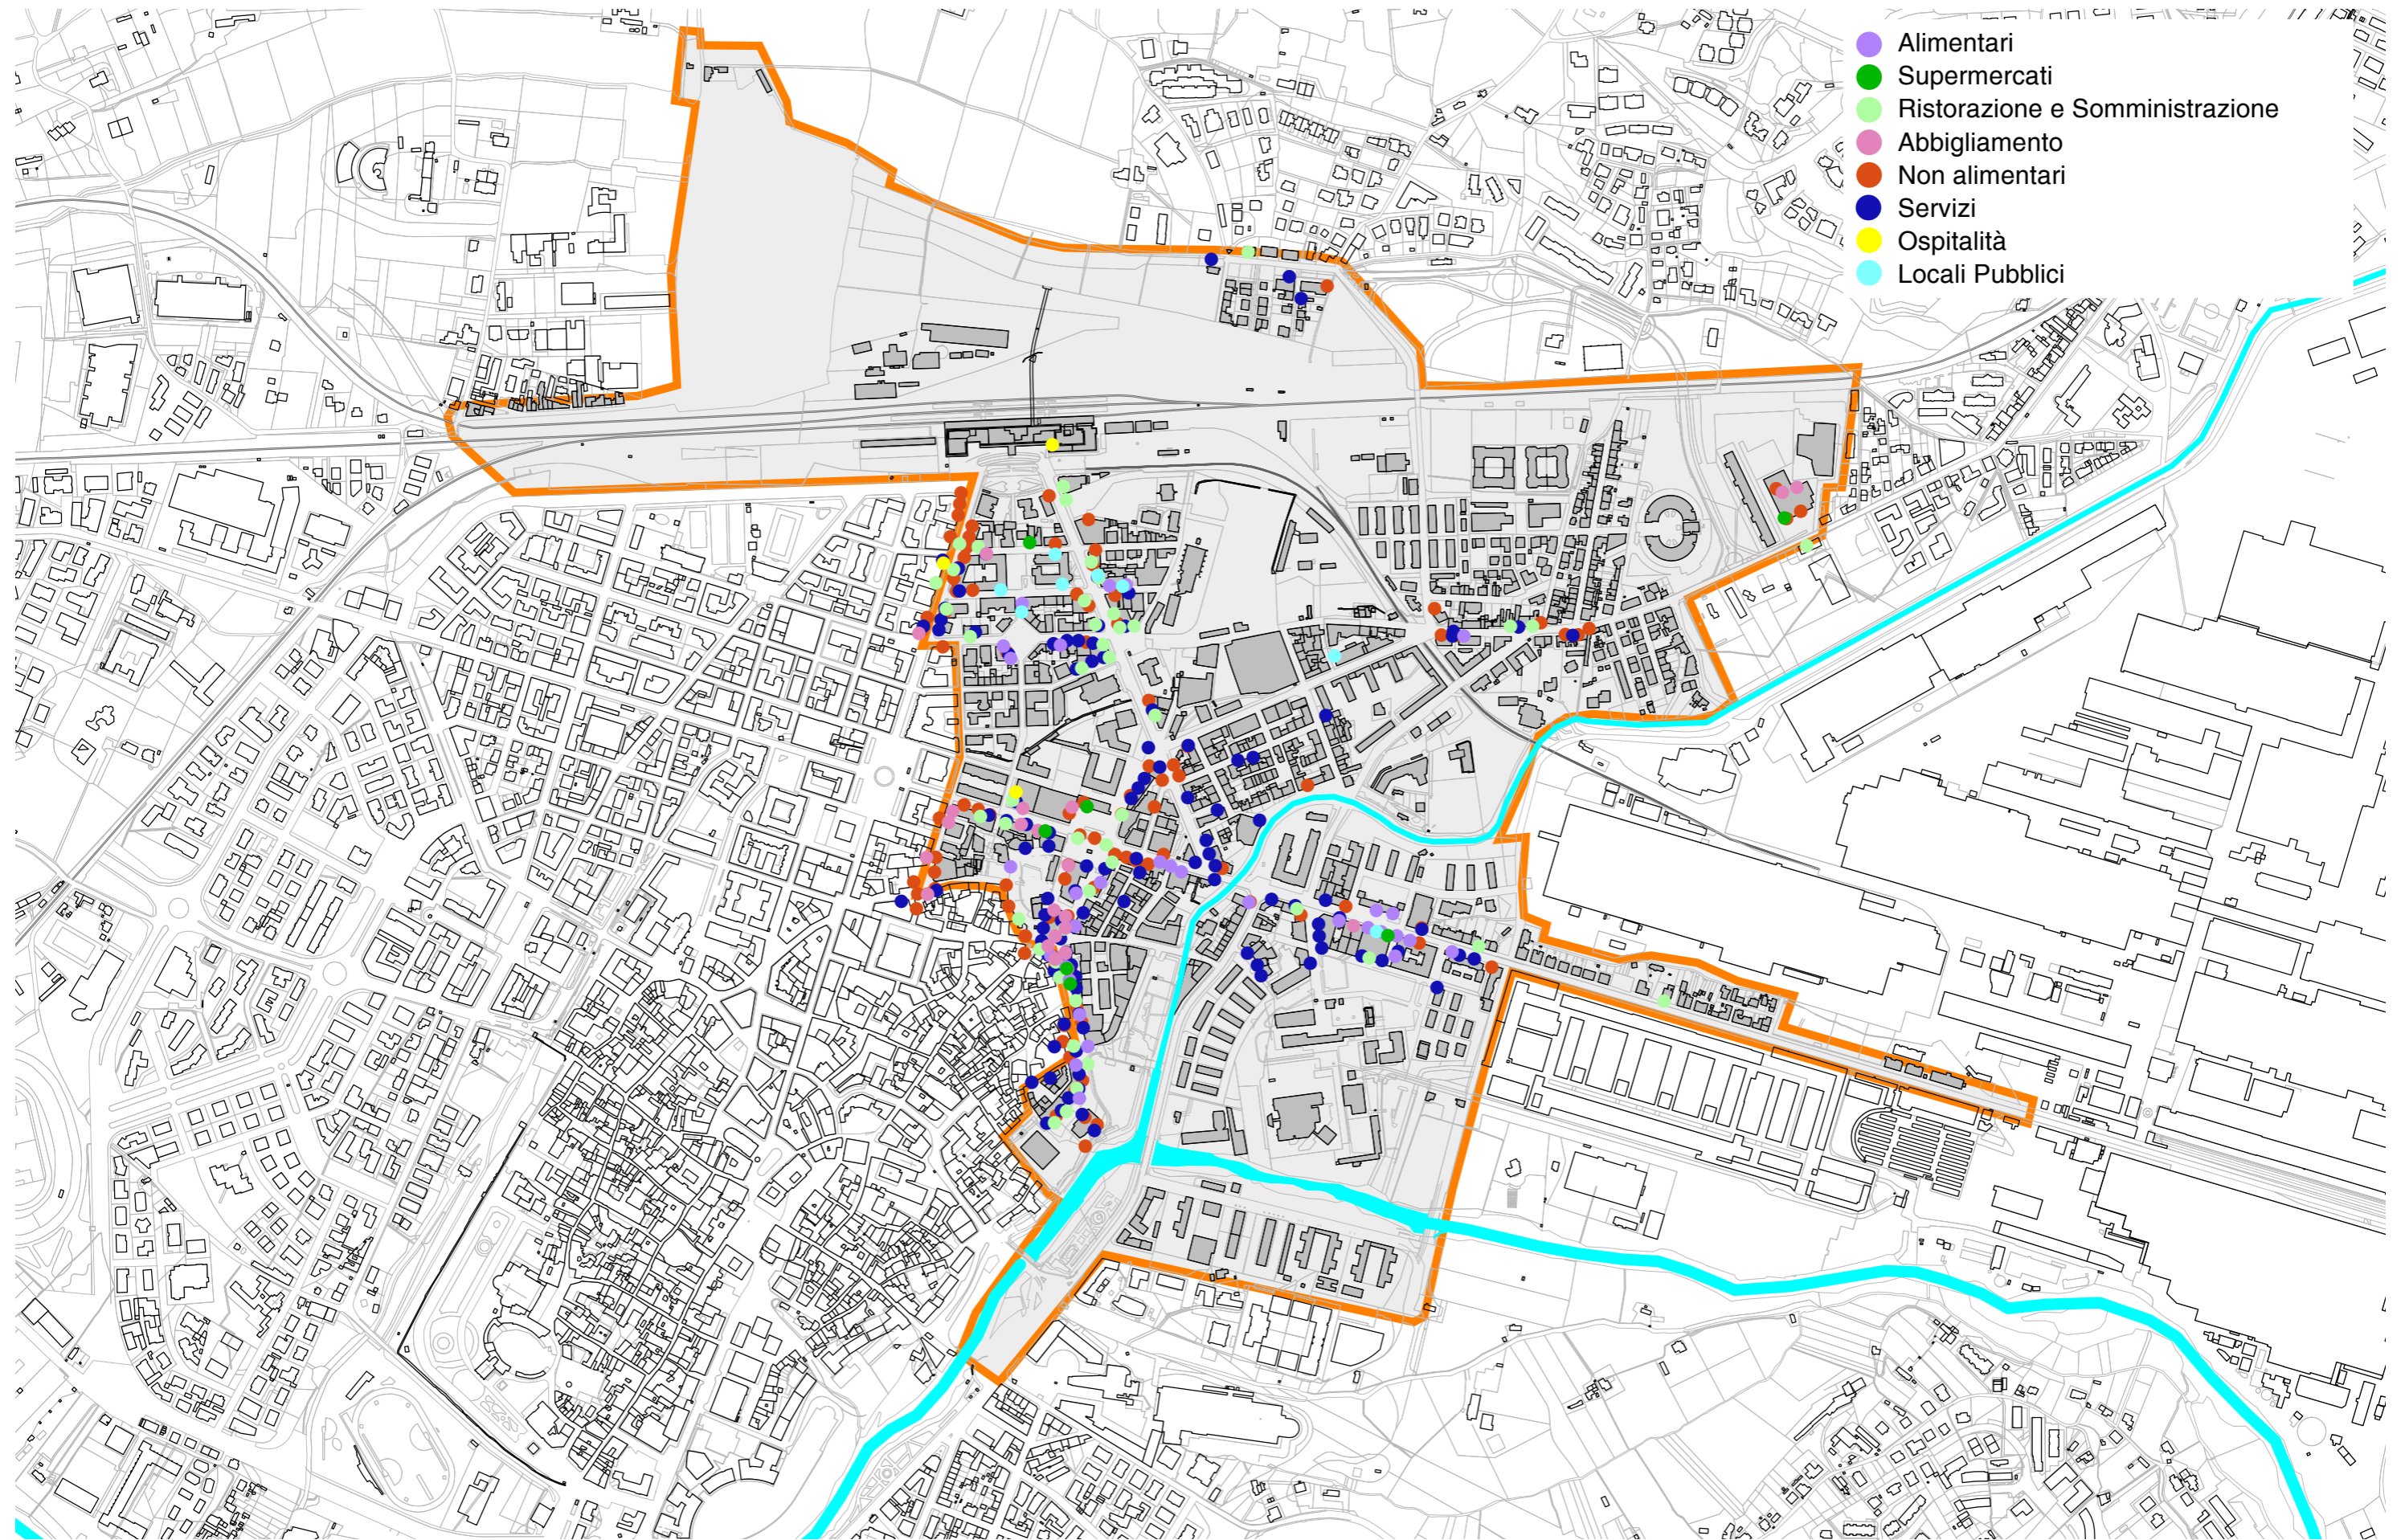 Alimentari
Supermercati
Ristorazione e Somministrazione
Abbigliamento
Non alimentari
Servizi
Ospitalità
Locali Pubblici